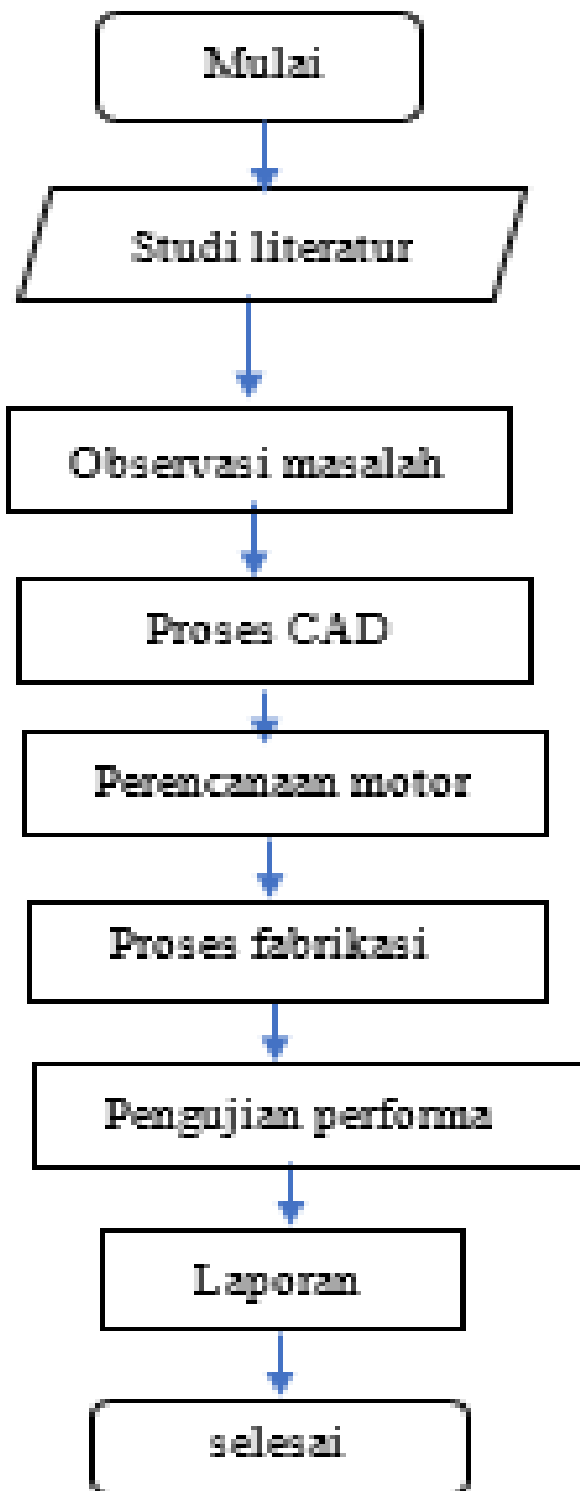 Mulai
Studi literatur
Observasi masalah
Proses CAD
Perencanaan motor
Proses fabrikasi
Pengujian performa
Laporan
selesai